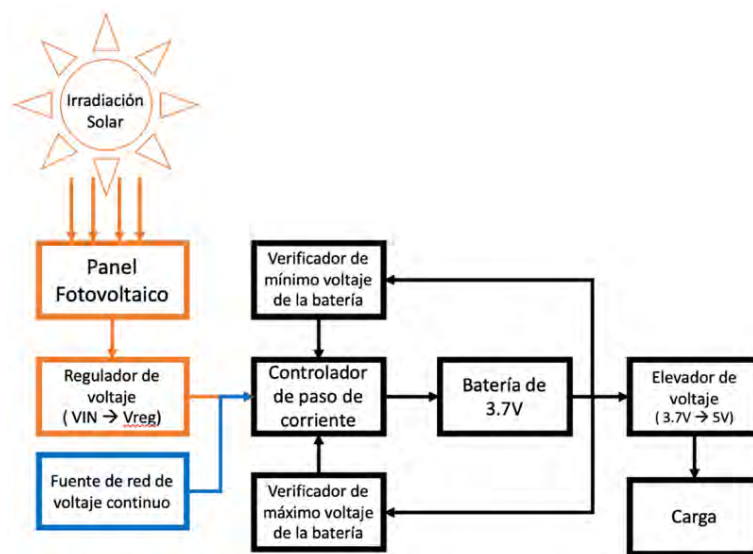 Irradiación
Solar
Panel
Fotovoltaico
Verificador de
mínimo voltaje
de la batería
Regulador de
voltaje
( VIN → Vreg)
Controlador
de paso de
corriente
Batería de
3.7V
Elevador de
voltaje
( 3.7V → 5V)
Fuente de red de
voltaje continuo
Verificador de
máximo voltaje
de la batería
Carga